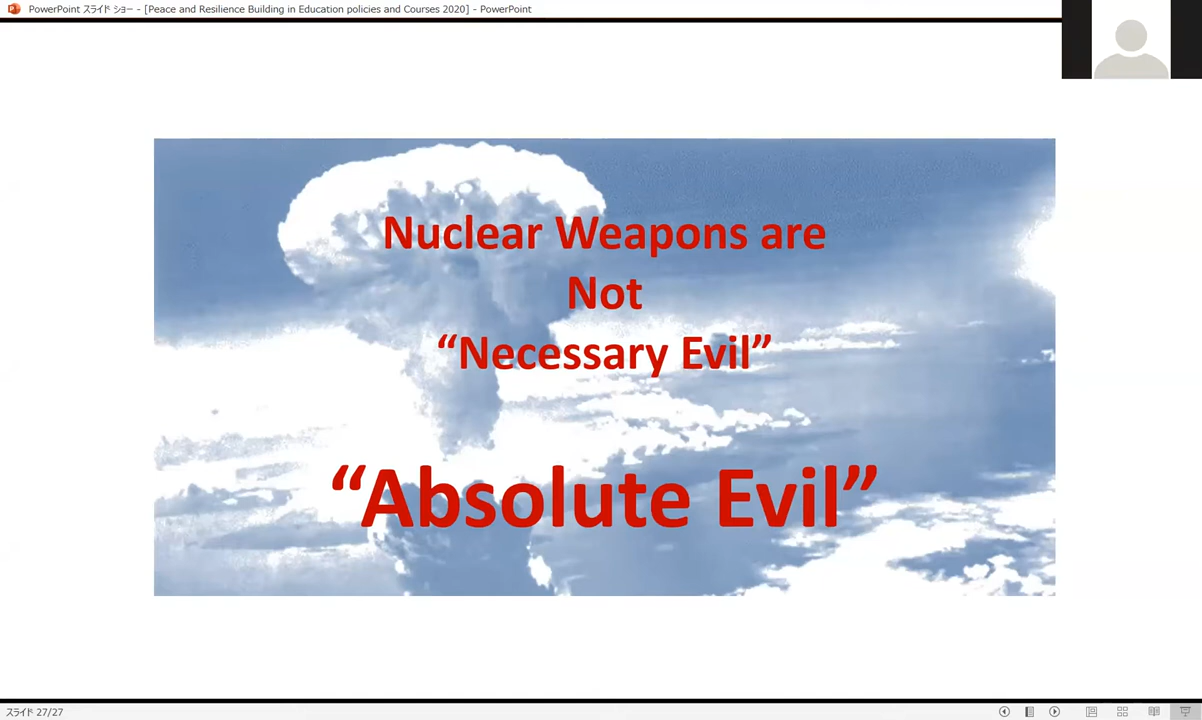 PowerPoint スライド ショー - [Peace and Resilience Building in Education policies and Courses 2020] - PowerPoint
Nuclear Weapons are
Not
“Necessary Evil”
“Absolute Evil”
スライド 27/27